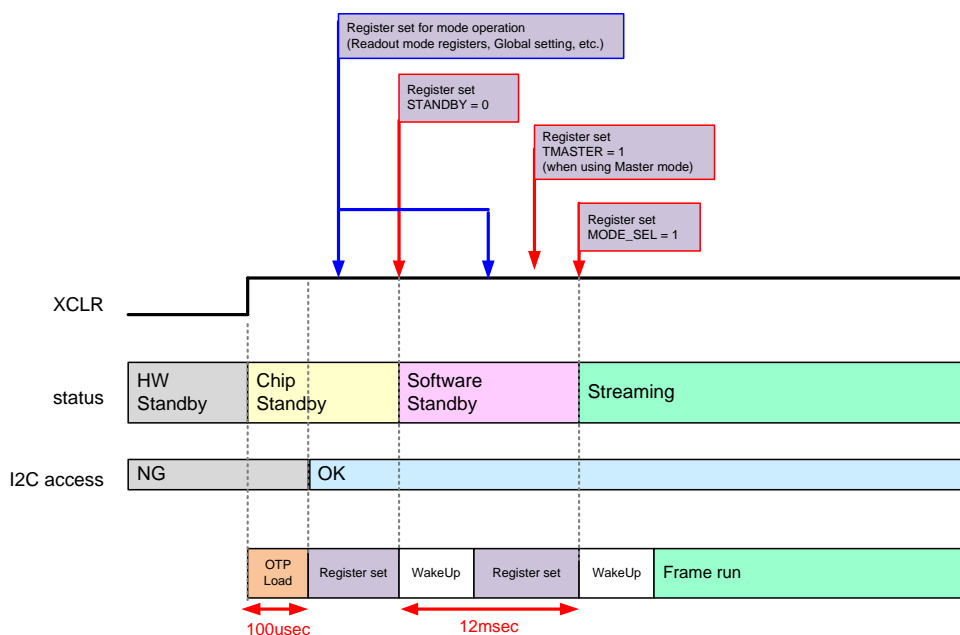 Register set for mode operation
(Readout mode registers, Global setting, etc.)
Register set
STANDBY = 0
Register set
TMASTER = 1
(when using Master mode)
Register set
MODE_SEL = 1
XCLR
status
HW
Standby
Chip
Standby
Software
Standby
Streaming
I2C access
NG
OK
OTP
Load
Register set
WakeUp
Register set
WakeUp
Frame run
100usec
12msec